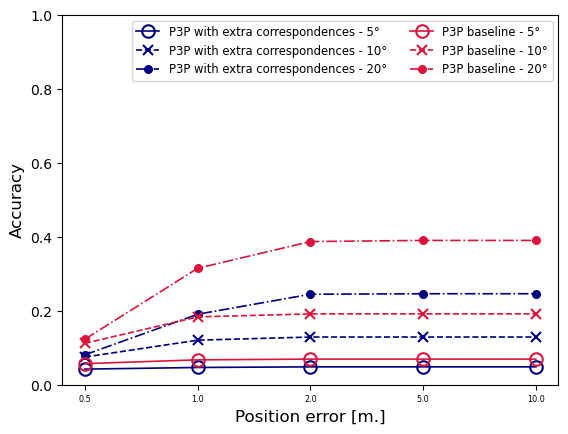 P3P with extra correspondences - 5°
P3P with extra correspondences - 10°
P3P with extra correspondences - 20°
P3P baseline - 5°
P3P baseline - 10°
P3P baseline - 20°
1.0
0.8
0.6
0.4
0.2
0.0
Accuracy
0.5 1.0 2.0 5.0 10.0
Position error [m.]